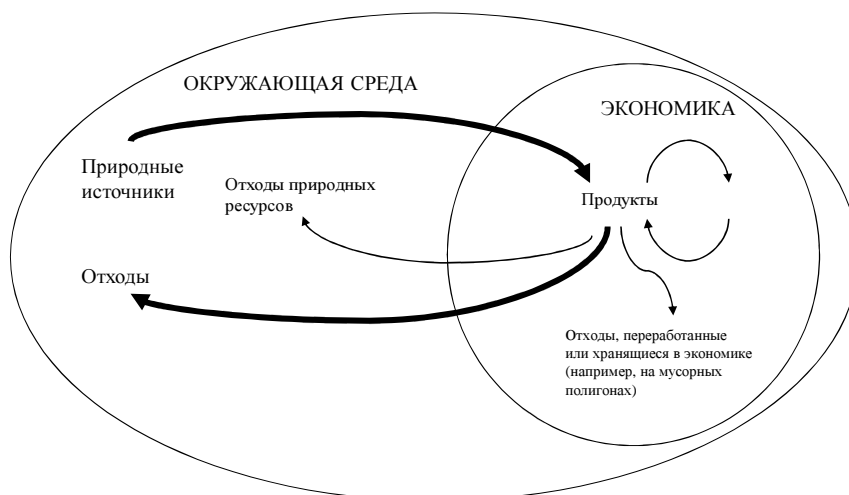 ОКРУЖАЮЩАЯ СРЕДА
ЭКОНОМИКА
Природные
источники
Отходы природных
ресурсов
Продукты
Отходы
Отходы, переработанные
или хранящиеся в экономике
(например, на мусорных
полигонах)